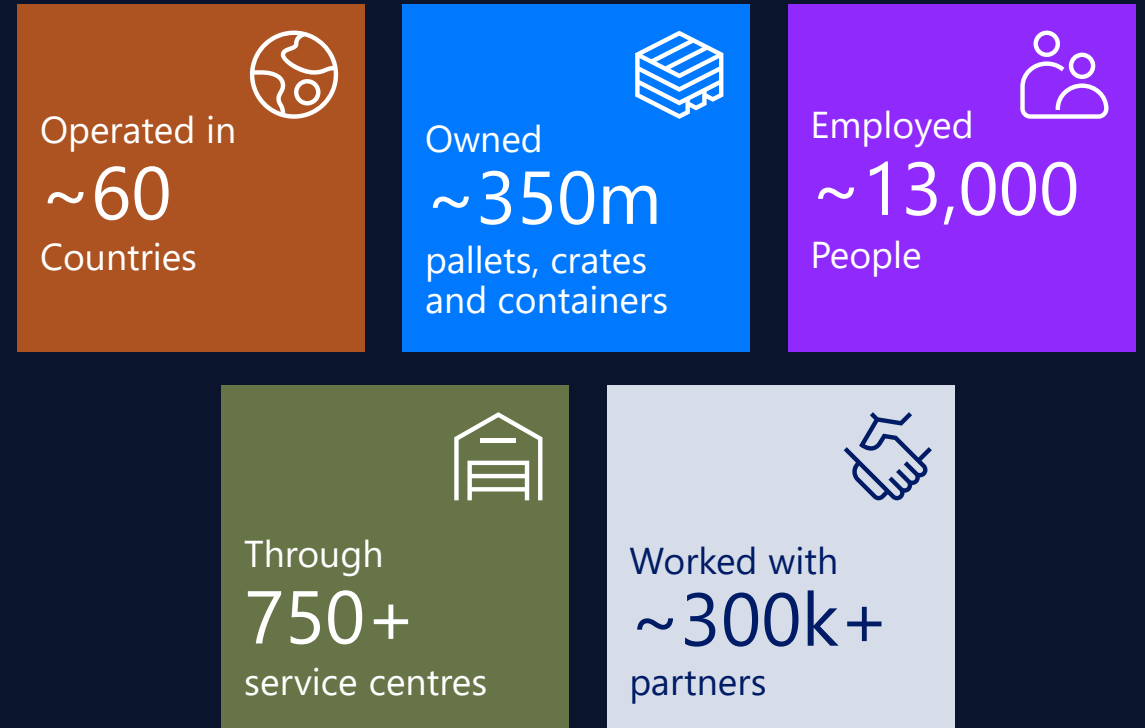 Operated in
~60
Countries
Owned
~350m
pallets, crates
and containers
Employed
~13,000
People
Through
750+
service centres
Worked with
~300k+
partners